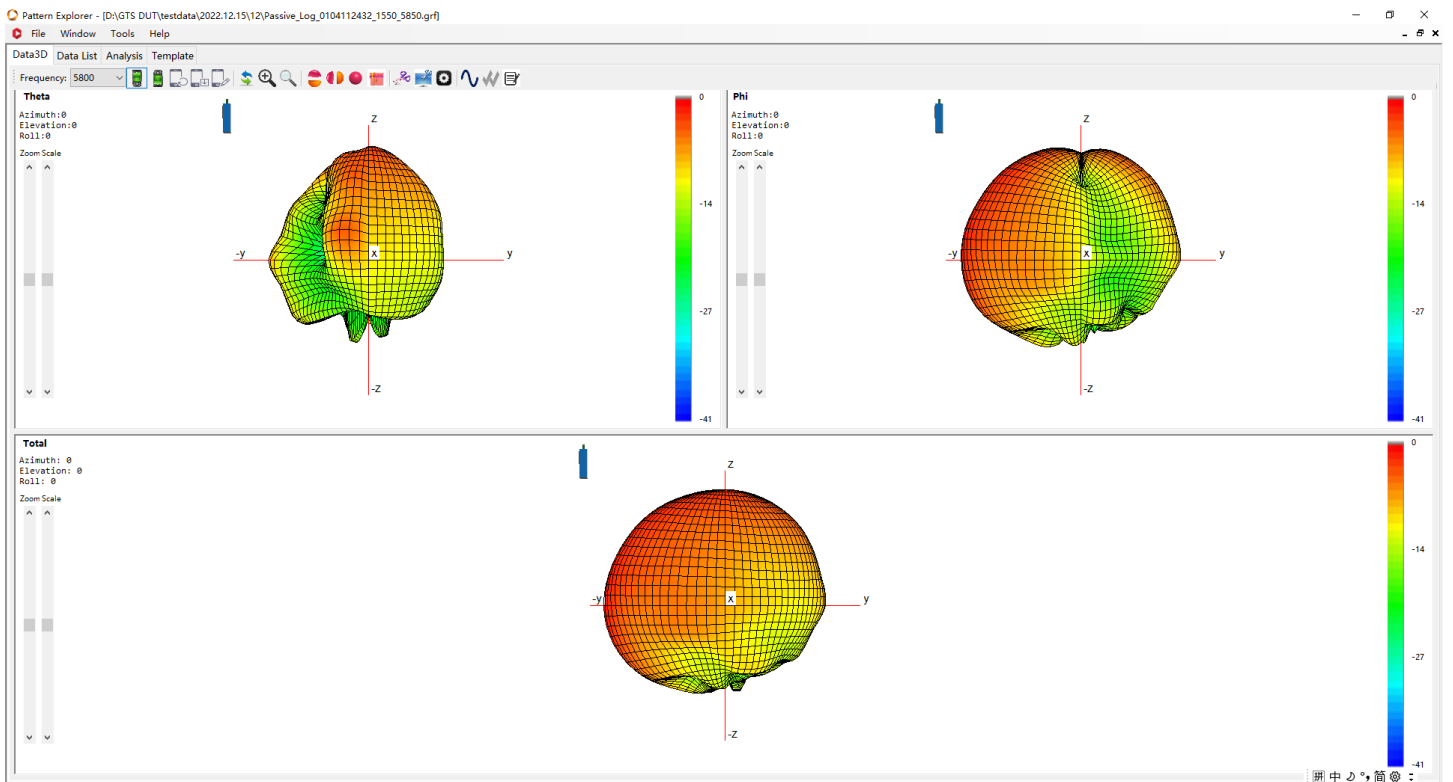 Pattern Explorer - [D:\GTS DUT\testdata\2022.12.15\12\Passive_Log_0104112432_1550_5850.grf]
File Window Tools Help
Data3D Data List Analysis Template
Frequency: 5800
Theta
Azimuth:0
Elevation:0
Roll:0
Zoom Scale
Z
-y
X
y
-Z
0
-14
-27
-41
Phi
Azimuth:0
Elevation:0
Roll:0
Zoom Scale
Z
-y
X
y
-Z
0
-14
-27
-41
Total
Azimuth: 0
Elevation: 0
Roll: 0
Zoom Scale
Z
-y
X
y
-Z
0
-14
-27
-41
拼 中 简